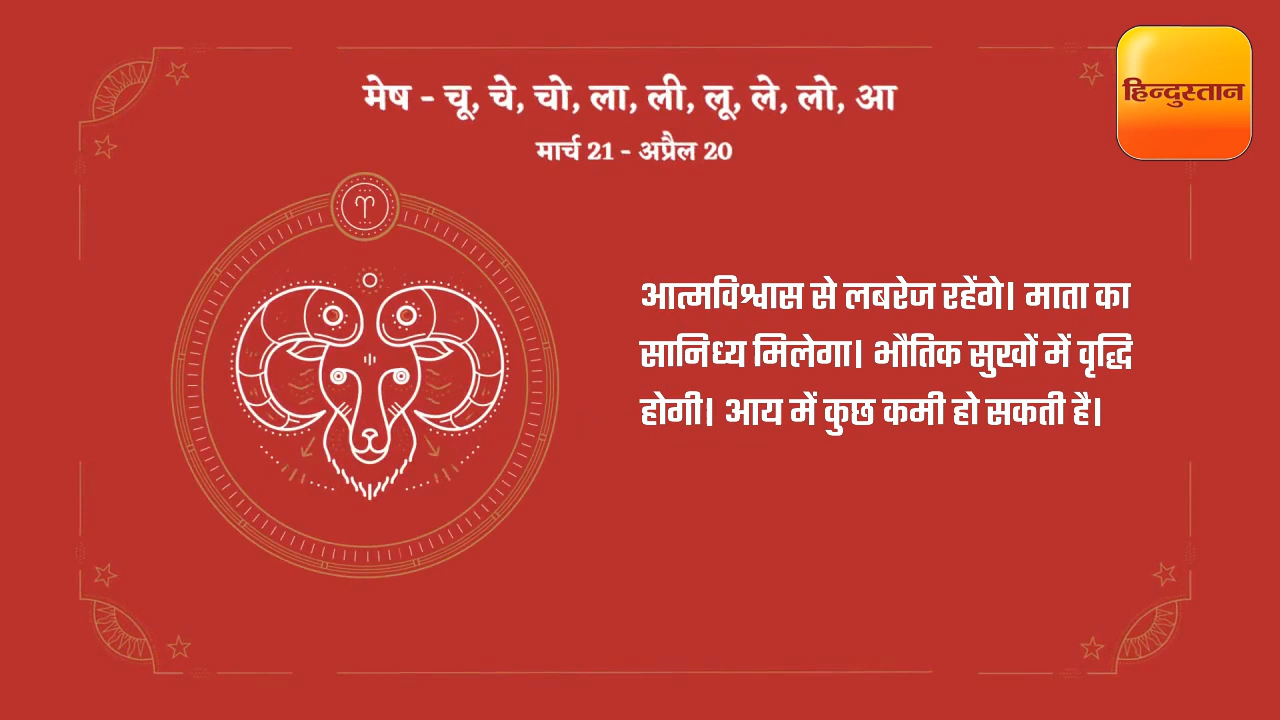 मेष - चू, चे, चो, ला, ली, लू, ले, लो, आ
मार्च 21 - अप्रैल 20
हिन्दुस्तान
आत्मविश्वास से लबरेज रहेंगे। माता का
सानिध्य मिलेगा। भौतिक सुखों में वृद्धि
होगी। आय में कुछ कमी हो सकती है।